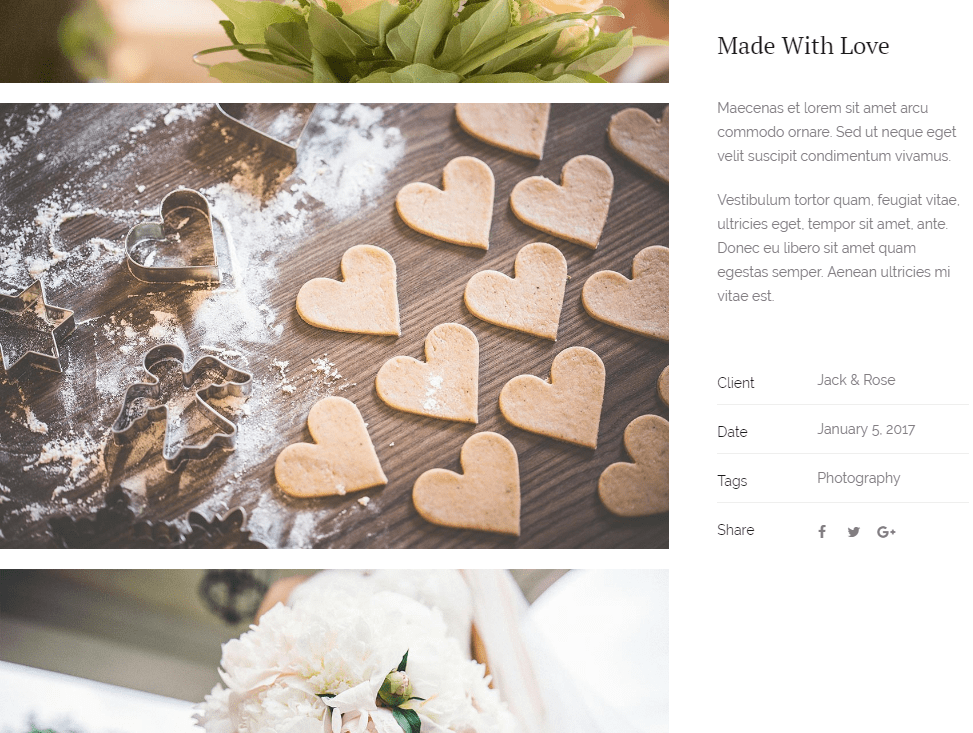 Made With Love
Maecenas et lorem sit amet arcu
commodo ornare. Sed ut neque eget
velit suscipit condimentum vivamus.
Vestibulum tortor quam, feugiat vitae,
ultricies eget, tempor sit amet, ante.
Donec eu libero sit amet quam
egestas semper. Aenean ultricies mi
vitae est.
Client Jack & Rose
Date January 5, 2017
Tags Photography
Share